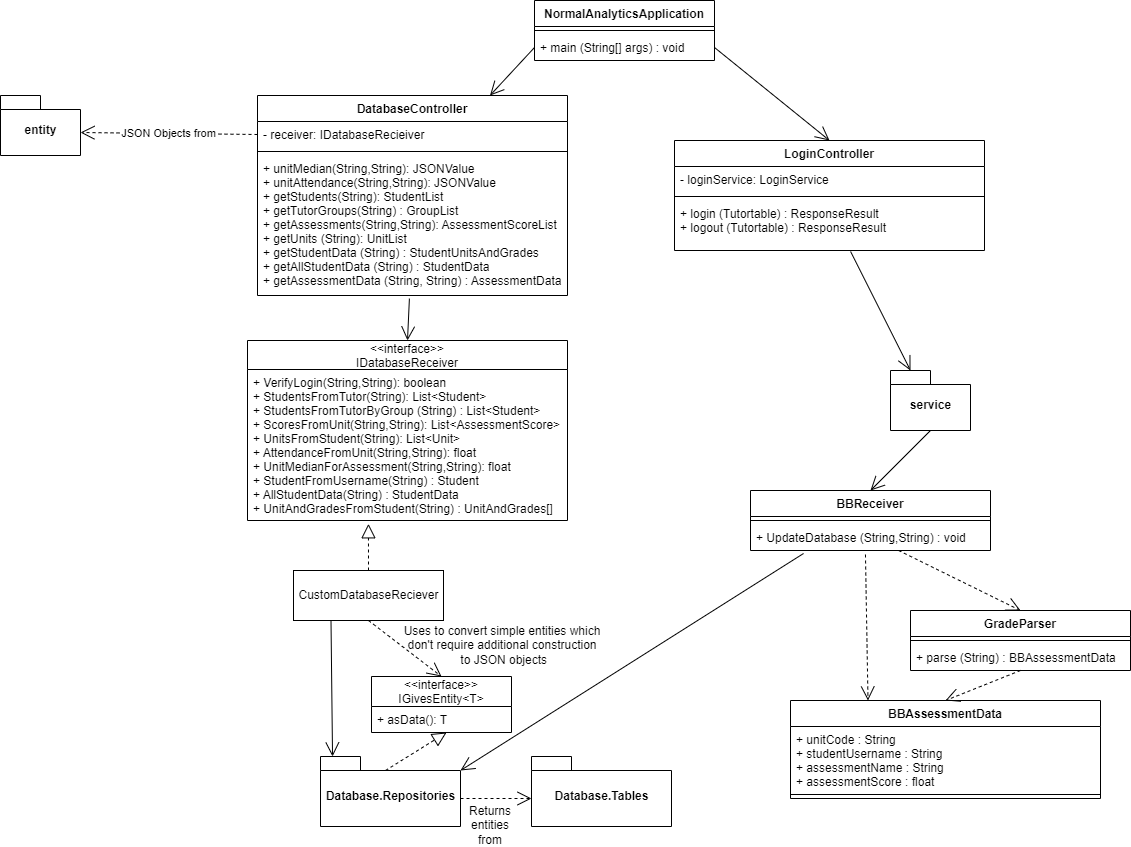 NormalAnalyticsApplication
+ main (String[] args) : void
entity
JSON Objects from
DatabaseController
- receiver: IDatabaseRecieiver
+ unitMedian(String,String): JSONValue
+ unitAttendance(String,String): JSONValue
+ getStudents(String): StudentList
+ getTutorGroups(String) : GroupList
+ getAssessments(String,String): AssessmentScoreList
+ getUnits (String): UnitList
+ getStudentData (String) : StudentUnitsAndGrades
+ getAllStudentData (String) : StudentData
+ getAssessmentData (String, String) : AssessmentData
LoginController
- loginService: LoginService
+ login (Tutortable) : ResponseResult
+ logout (Tutortable) : ResponseResult
<<interface>>
IDatabaseReceiver
+ VerifyLogin(String,String): boolean
+ StudentsFromTutor(String): List<Student>
+ StudentsFromTutorByGroup (String) : List<Student>
+ ScoresFromUnit(String,String): List<AssessmentScore>
+ UnitsFromStudent(String): List<Unit>
+ AttendanceFromUnit(String,String): float
+ UnitMedianForAssessment(String,String): float
+ StudentFromUsername(String) : Student
+ AllStudentData(String) : StudentData
+ UnitAndGradesFromStudent(String) : UnitAndGrades[]
service
BBReceiver
+ UpdateDatabase (String,String) : void
CustomDatabaseReciever
Uses to convert simple entities which
don't require additional construction
to JSON objects
GradeParser
+ parse (String) : BBAssessmentData
<<interface>>
IGivesEntity<T>
+ asData(): T
BBAssessmentData
+ unitCode : String
+ studentUsername : String
+ assessmentName : String
+ assessmentScore : float
Database.Repositories
Returns
entities
from
Database.Tables